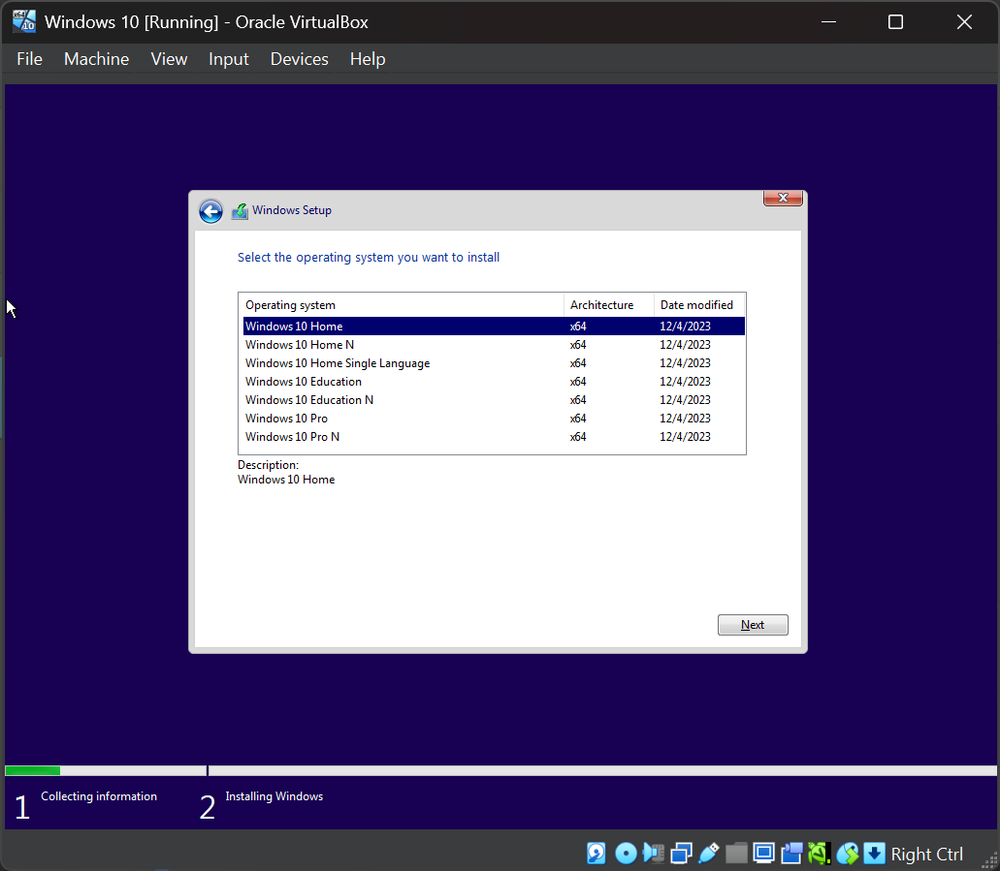 Windows 10 [Running] - Oracle VirtualBox
File Machine View Input Devices Help
Windows Setup
Select the operating system you want to install
Operating system Architecture Date modified
Windows 10 Home x64 12/4/2023
Windows 10 Home N x64 12/4/2023
Windows 10 Home Single Language x64 12/4/2023
Windows 10 Education x64 12/4/2023
Windows 10 Education N x64 12/4/2023
Windows 10 Pro x64 12/4/2023
Windows 10 Pro N x64 12/4/2023
Description:
Windows 10 Home
Next
1 Collecting information 2 Installing Windows
Right Ctrl